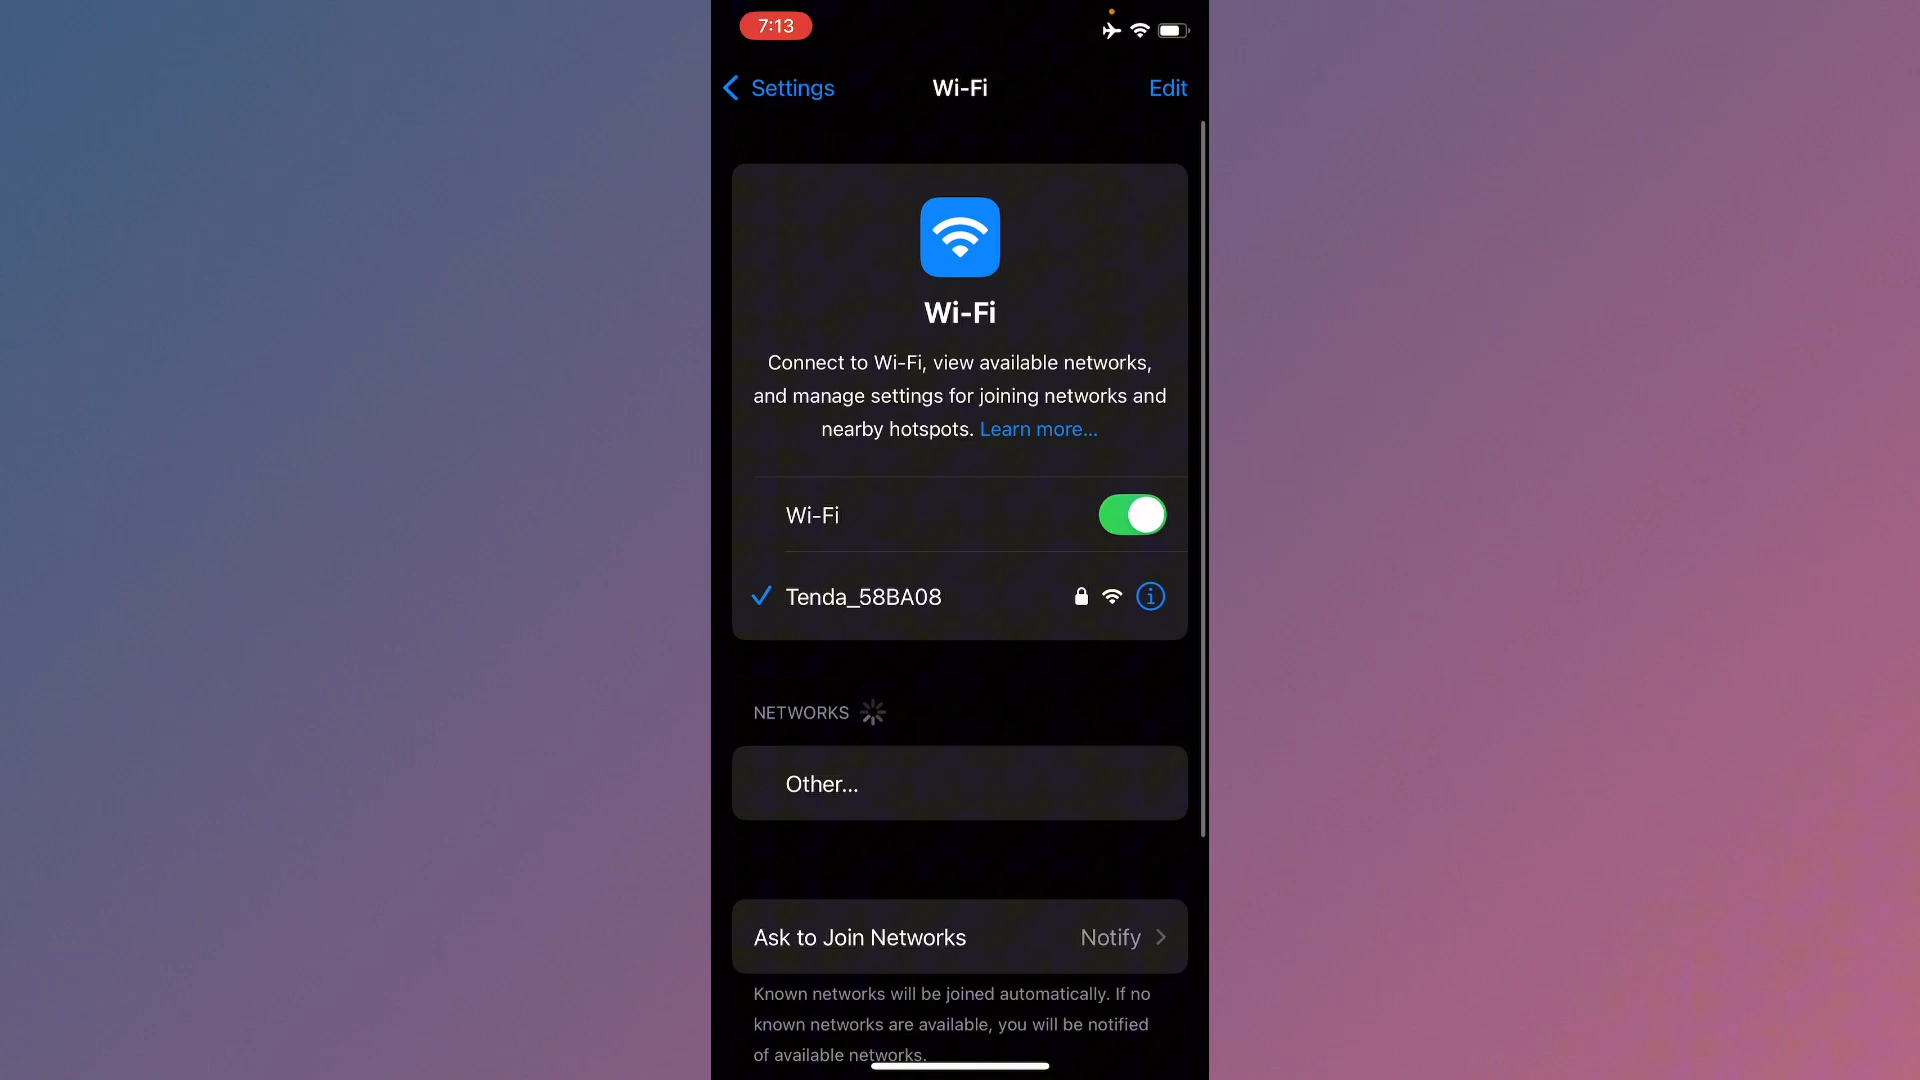 7:13
Settings
Wi-Fi
Edit
Wi-Fi
Connect to Wi-Fi, view available networks,
and manage settings for joining networks and
nearby hotspots. Learn more...
Wi-Fi
Tenda_58BA08
NETWORKS
Other...
Ask to Join Networks
Notify
Known networks will be joined automatically. If no
known networks are available, you will be notified
of available networks.